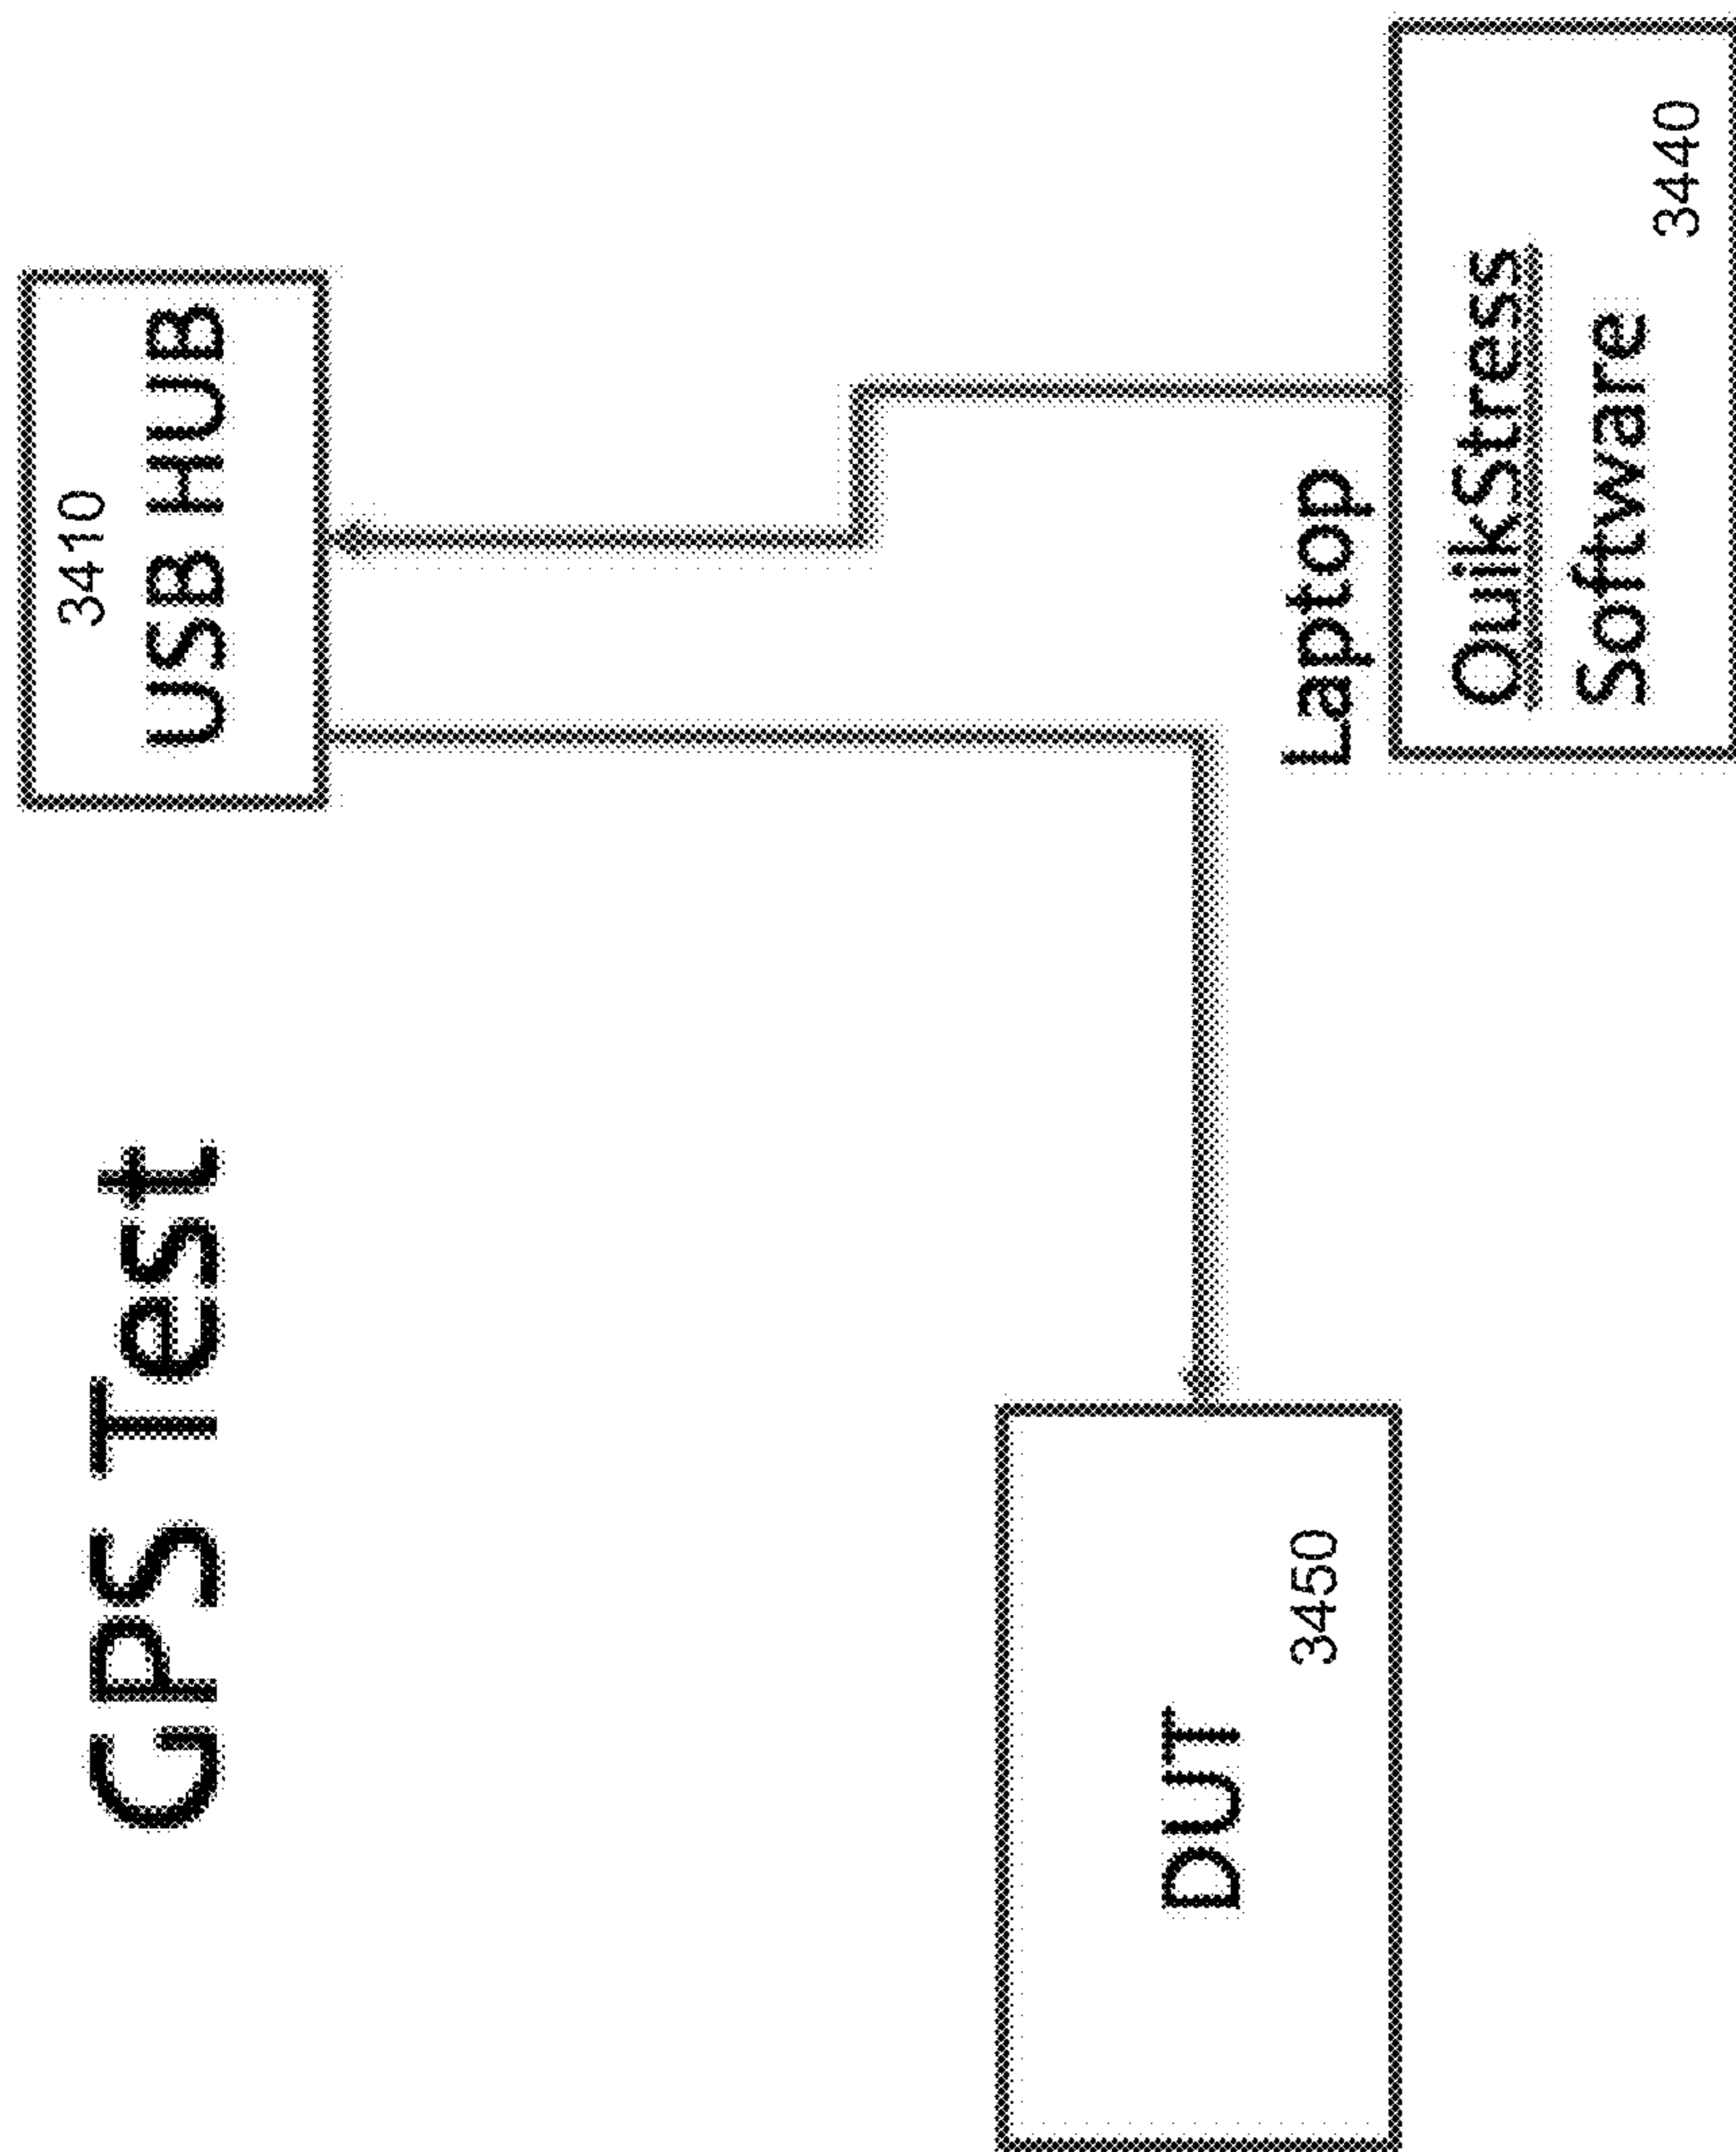 GPS Test
3410
USB HUB
DUT
3450
Laptop
QuikStress
Software
3440